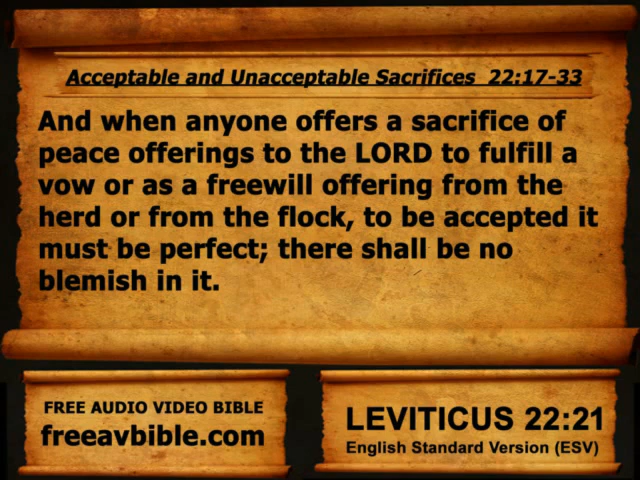 Acceptable and Unacceptable Sacrifices 22:17-33
And when anyone offers a sacrifice of
peace offerings to the LORD to fulfill a
vow or as a freewill offering from the
herd or from the flock, to be accepted it
must be perfect; there shall be no
blemish in it.
FREE AUDIO VIDEO BIBLE
freeavbible.com
LEVITICUS 22:21
English Standard Version (ESV)